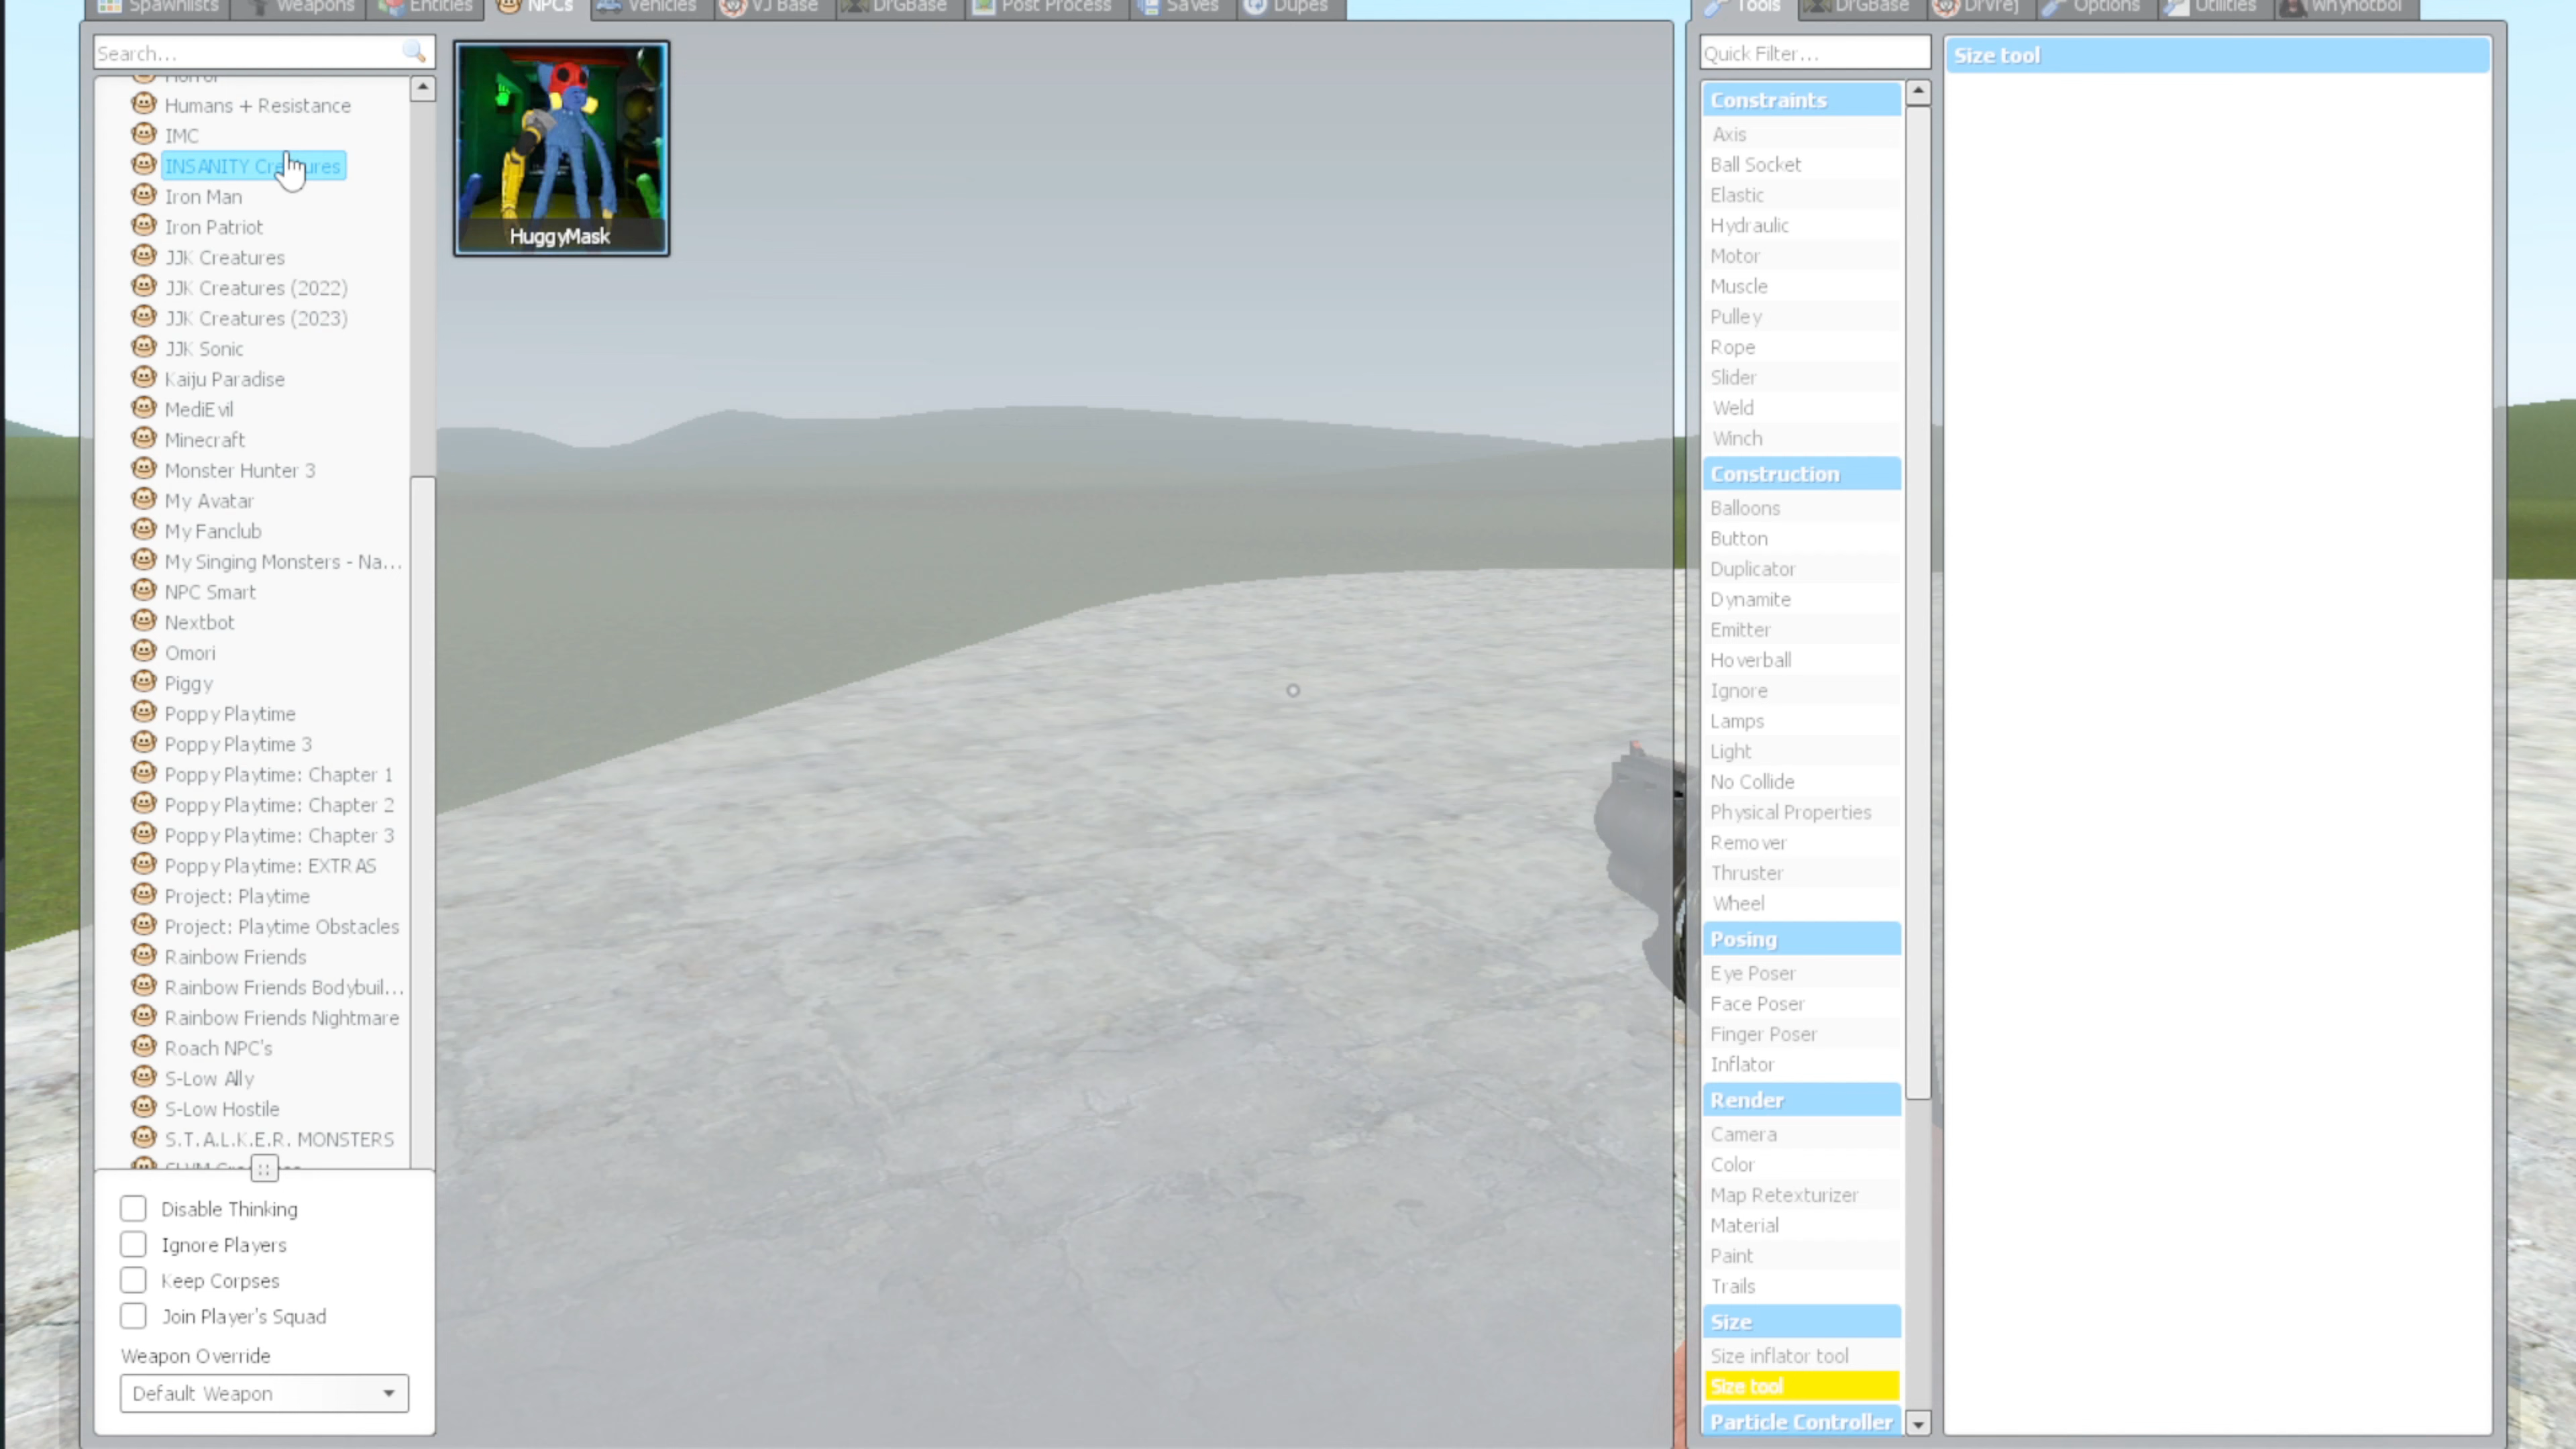 Spawnlists Weapons Entities NPCs Vehicles VJ Base DrGBase Post Process Saves Dupes
Tools DrGBase DrVrej Options Utilities Whynotboi
Search...
Horror
Humans + Resistance
IMC
INSANITY Creatures
Iron Man
Iron Patriot
JJK Creatures
JJK Creatures (2022)
JJK Creatures (2023)
JJK Sonic
Kaiju Paradise
MediEvil
Minecraft
Monster Hunter 3
My Avatar
My Fanclub
My Singing Monsters - Na...
NPC Smart
Nextbot
Omori
Piggy
Poppy Playtime
Poppy Playtime 3
Poppy Playtime: Chapter 1
Poppy Playtime: Chapter 2
Poppy Playtime: Chapter 3
Poppy Playtime: EXTRAS
Project: Playtime
Project: Playtime Obstacles
Rainbow Friends
Rainbow Friends Bodybuil...
Rainbow Friends Nightmare
Roach NPC's
S-Low Ally
S-Low Hostile
S.T.A.L.K.E.R. MONSTERS
Disable Thinking
Ignore Players
Keep Corpses
Join Player's Squad
Weapon Override
Default Weapon
HuggyMask
Quick Filter...
Constraints
Axis
Ball Socket
Elastic
Hydraulic
Motor
Muscle
Pulley
Rope
Slider
Weld
Winch
Construction
Balloons
Button
Duplicator
Dynamite
Emitter
Hoverball
Ignore
Lamps
Light
No Collide
Physical Properties
Remover
Thruster
Wheel
Posing
Eye Poser
Face Poser
Finger Poser
Inflator
Render
Camera
Color
Map Retexturizer
Material
Paint
Trails
Size
Size inflator tool
Size tool
Particle Controller
Size tool